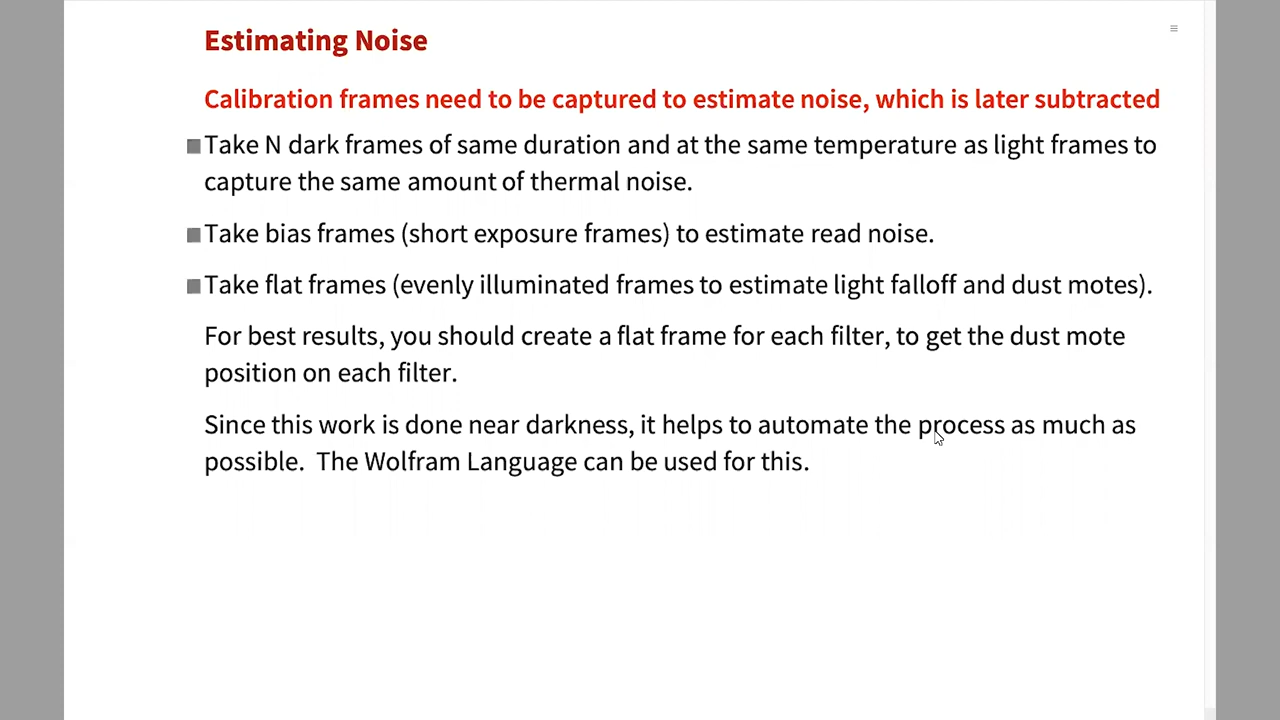 Estimating Noise
Calibration frames need to be captured to estimate noise, which is later subtracted
Take N dark frames of same duration and at the same temperature as light frames to
capture the same amount of thermal noise.
Take bias frames (short exposure frames) to estimate read noise.
Take flat frames (evenly illuminated frames to estimate light falloff and dust motes).
For best results, you should create a flat frame for each filter, to get the dust mote
position on each filter.
Since this work is done near darkness, it helps to automate the process as much as
possible.  The Wolfram Language can be used for this.